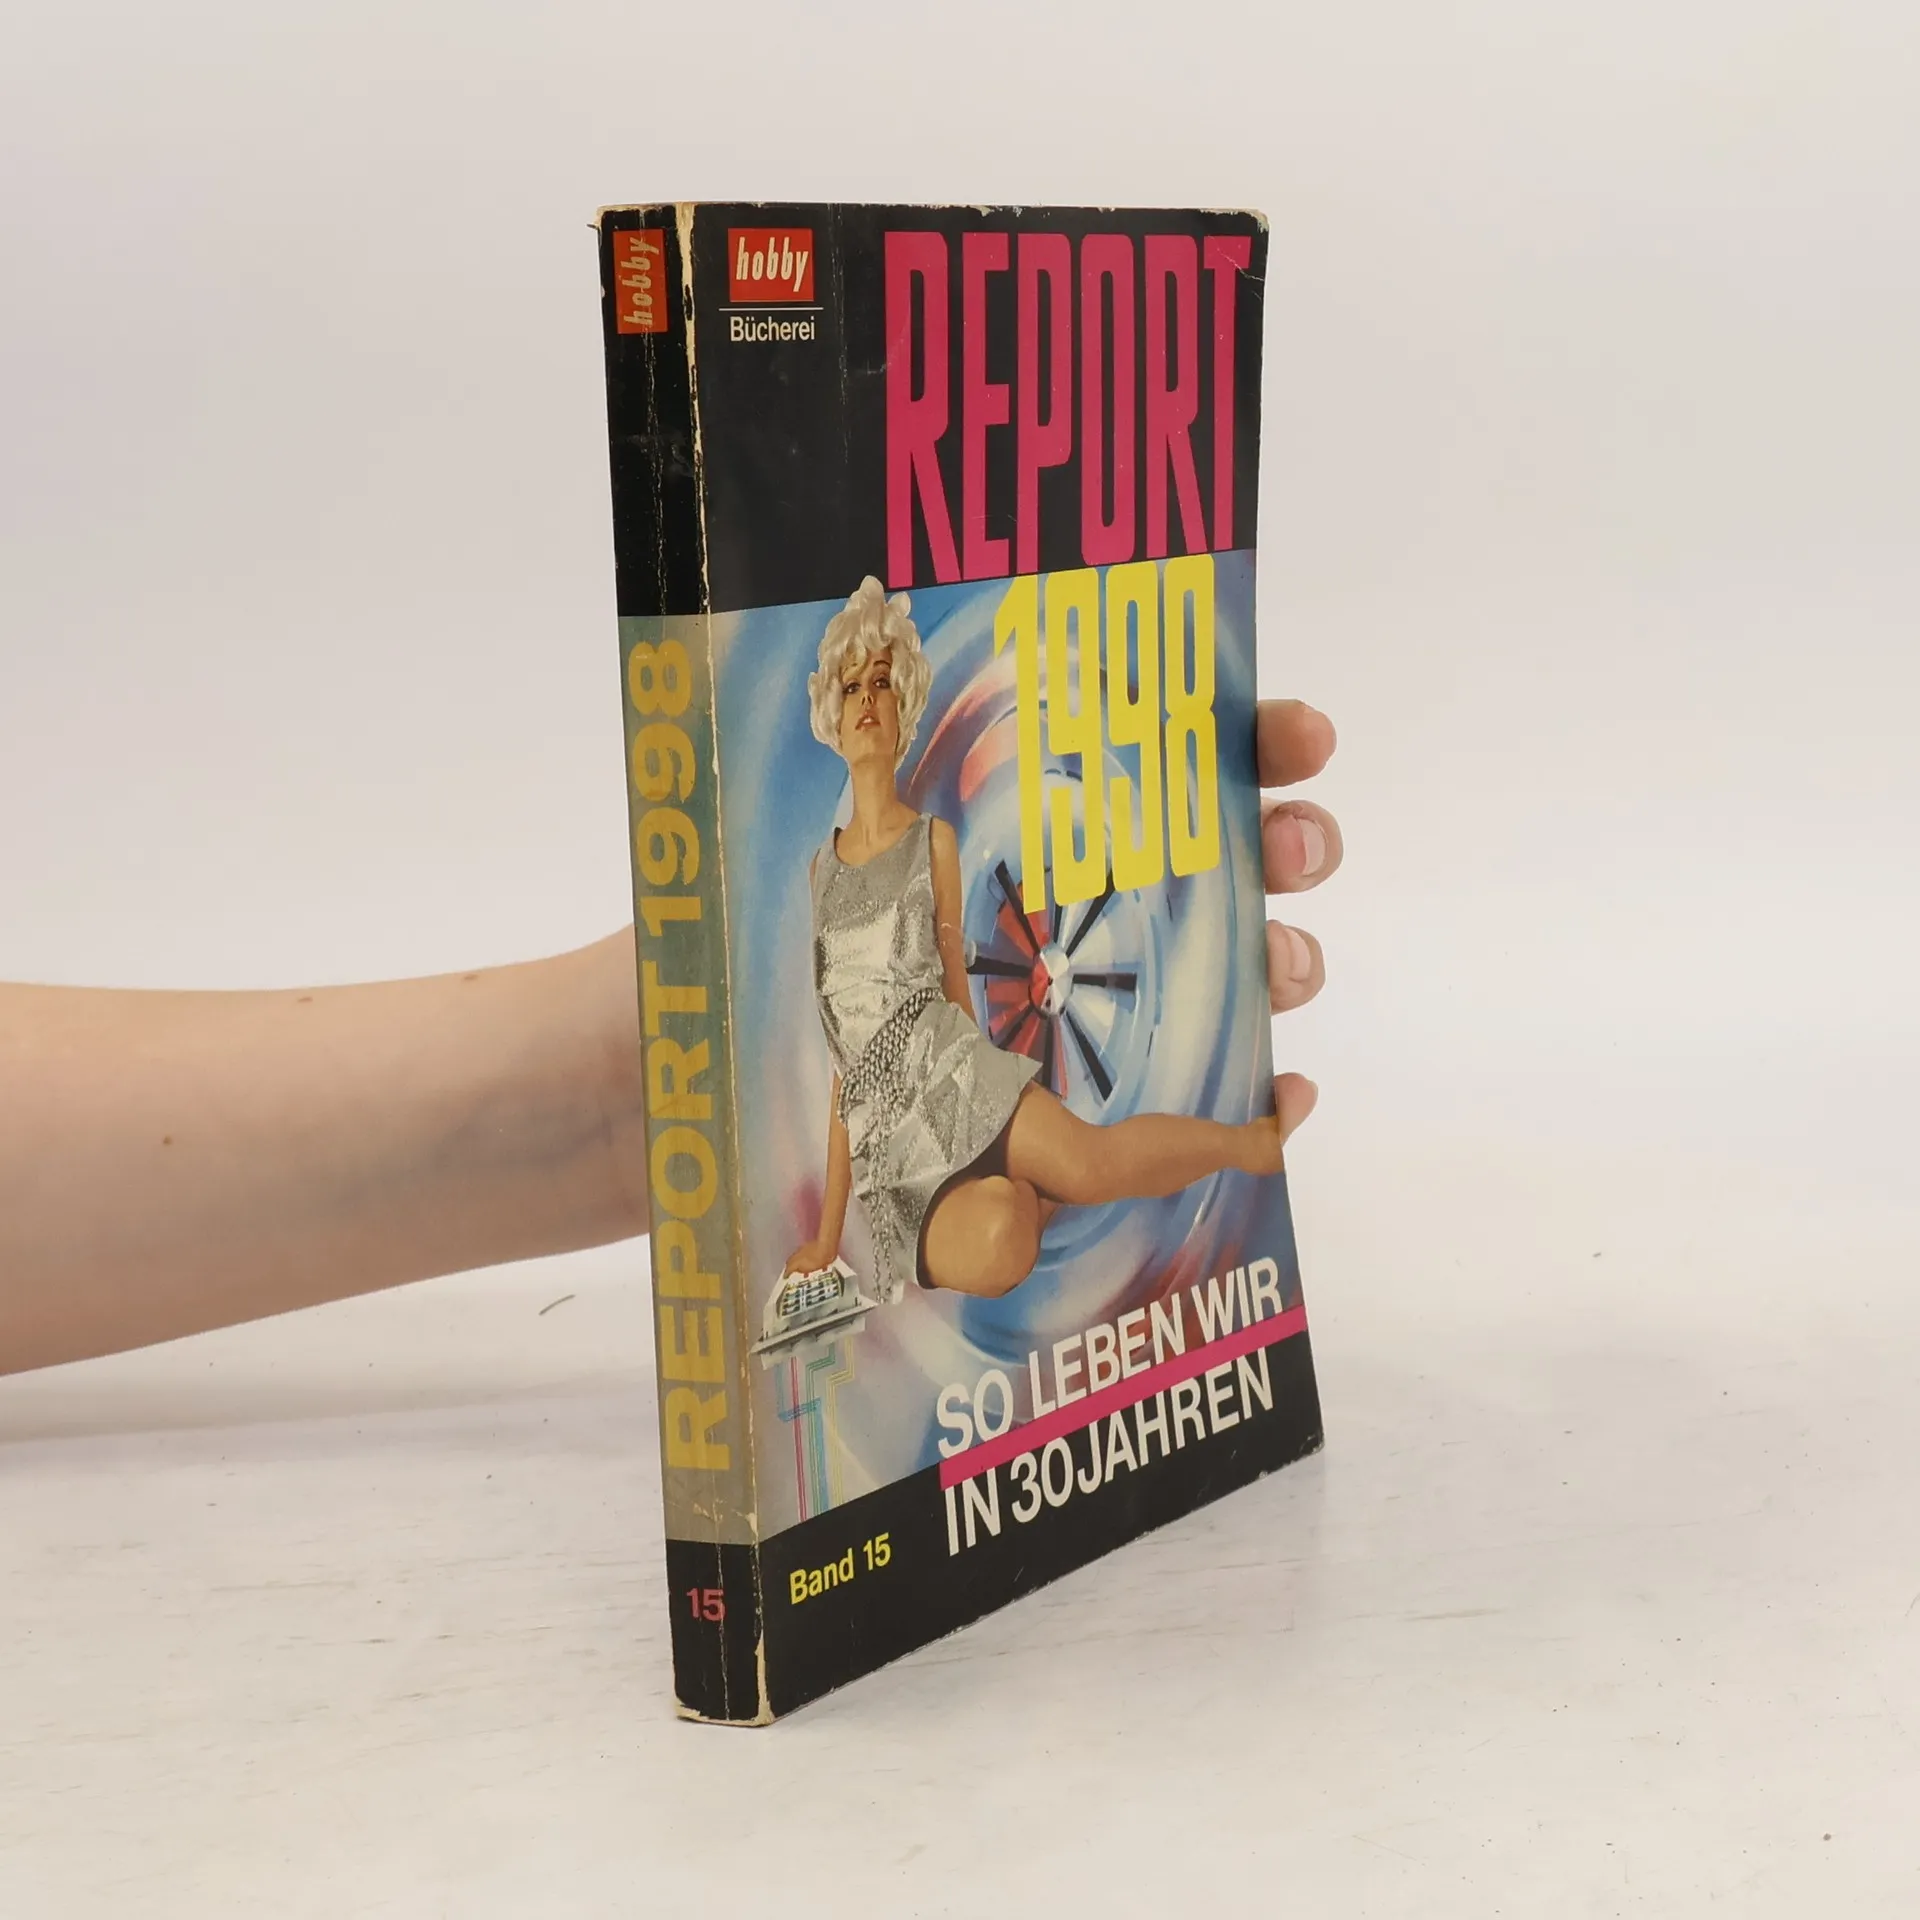 hobby
REPORT 1998
15
hobby
Bücherei
REPORT
1998
SO LEBEN WIR
IN 30 JAHREN
Band 15